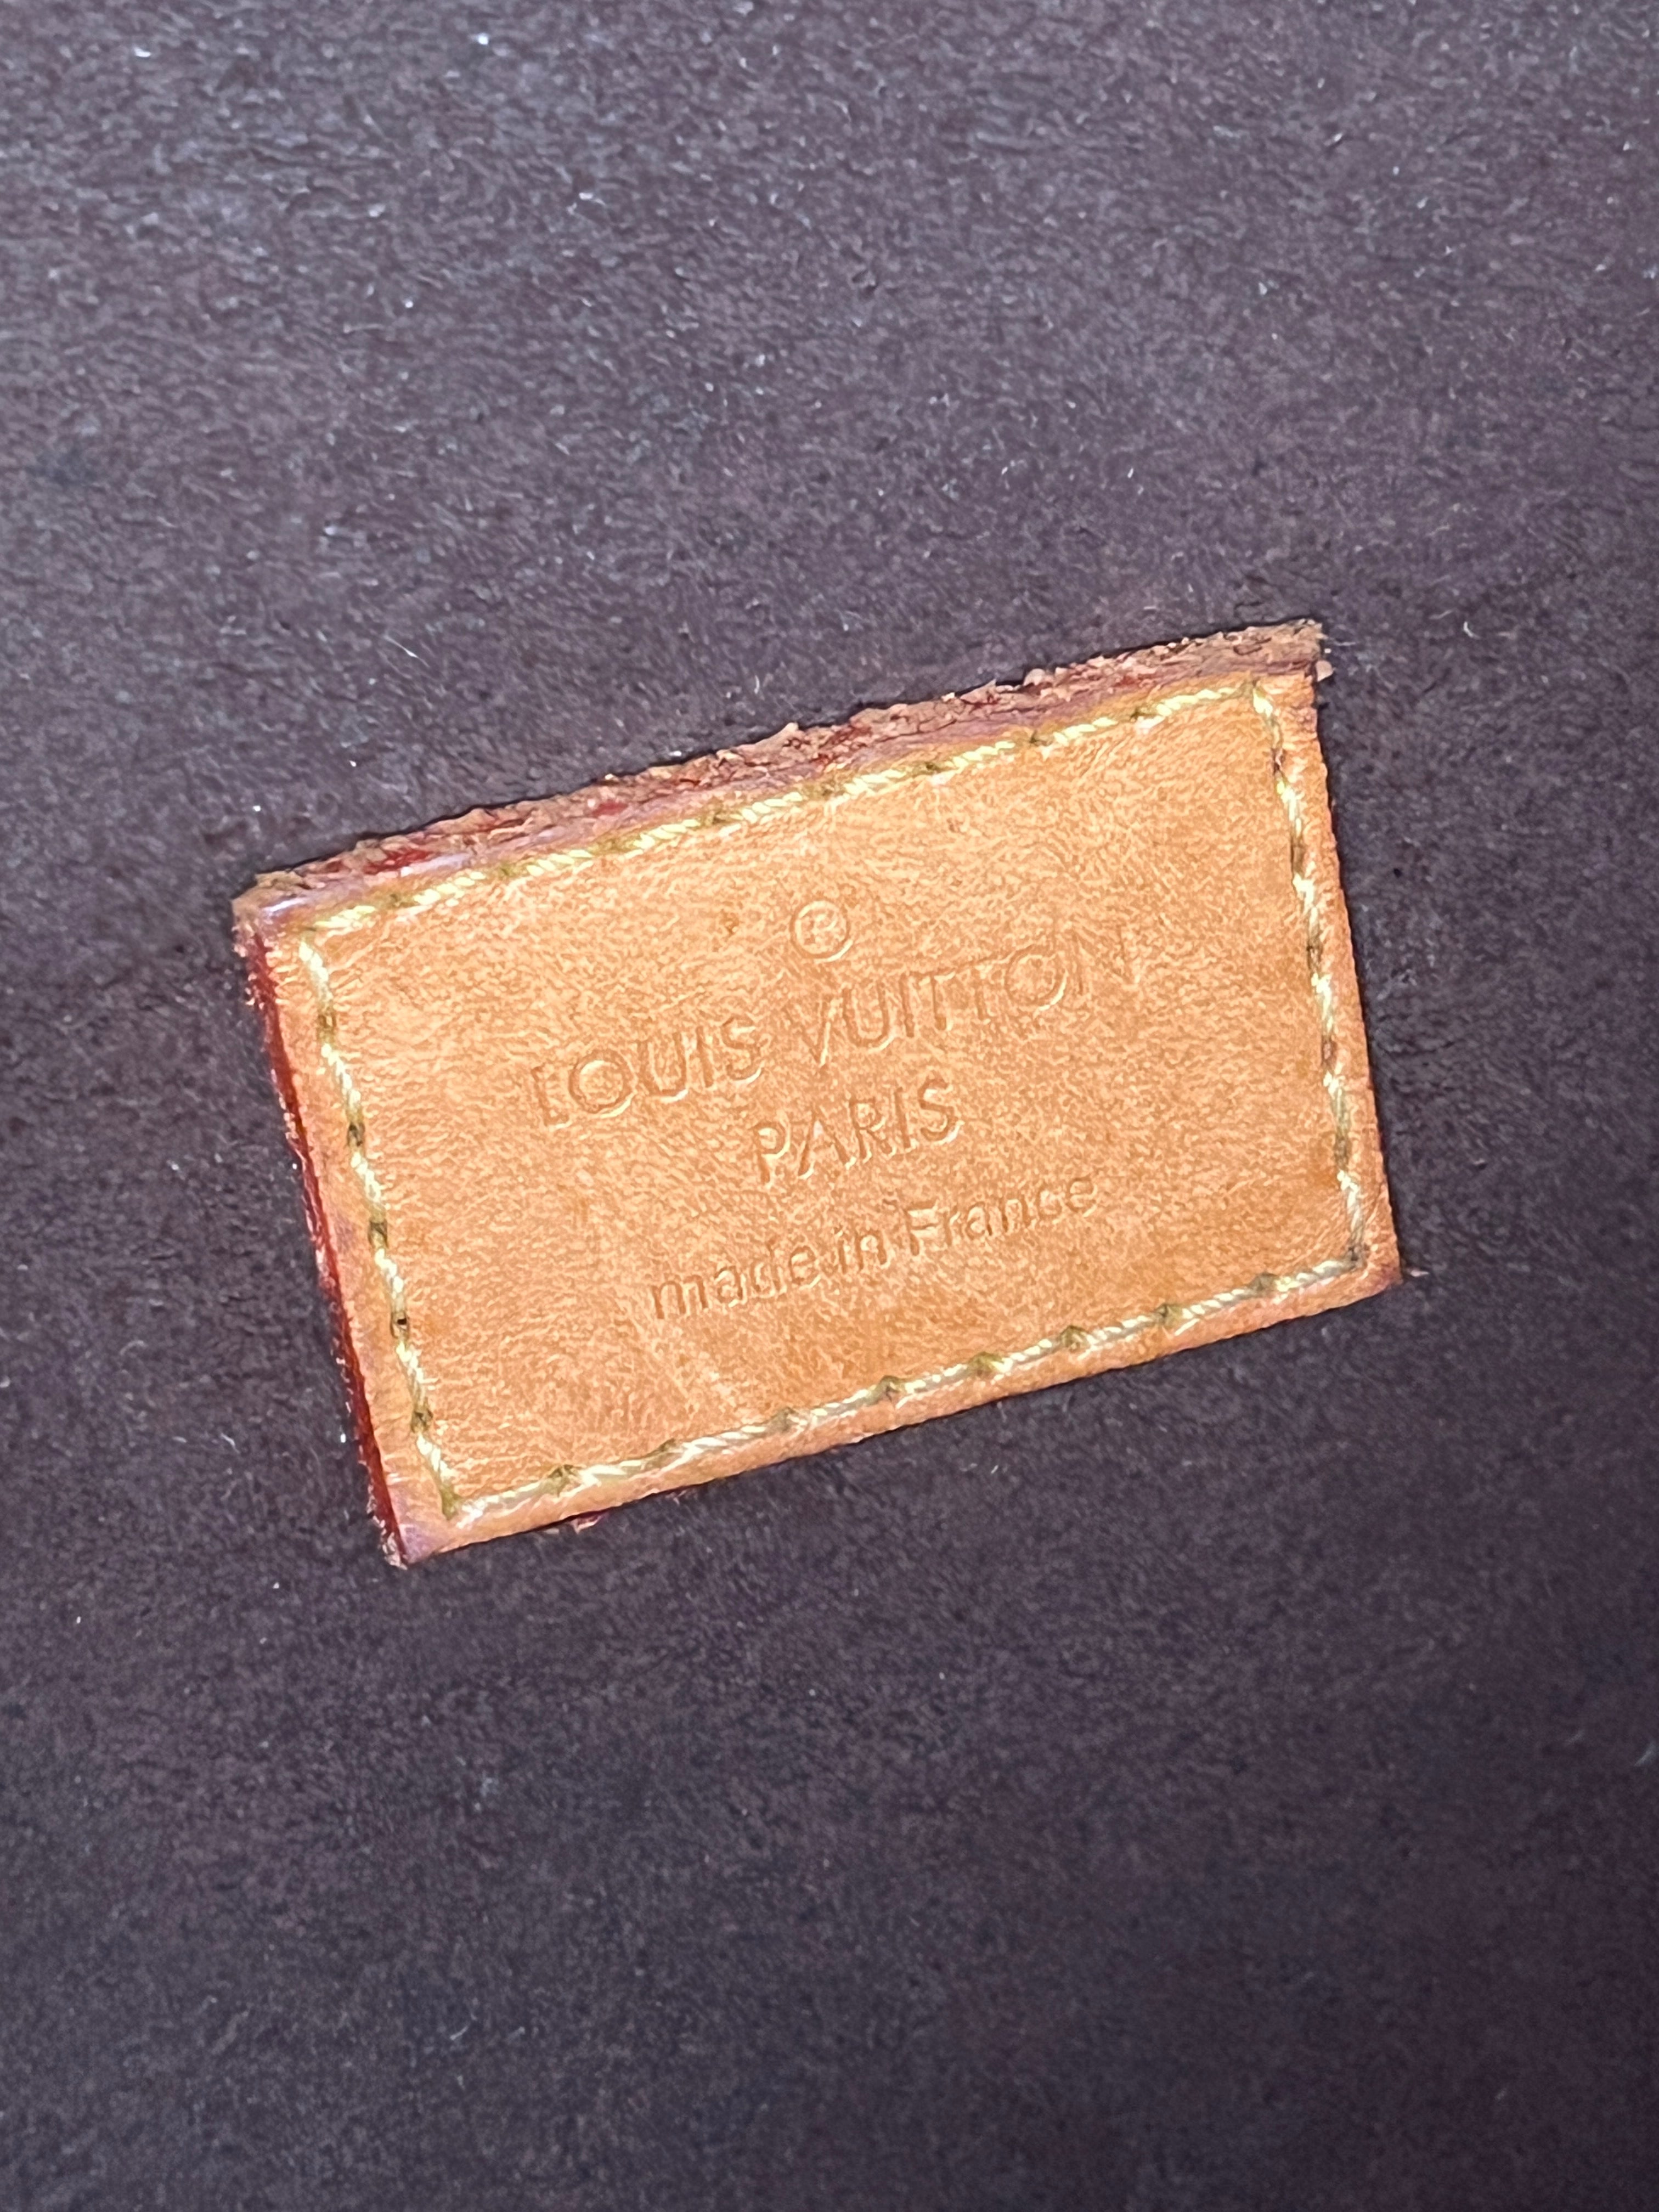 ®
LOUIS VUITTON
PARIS
made in France